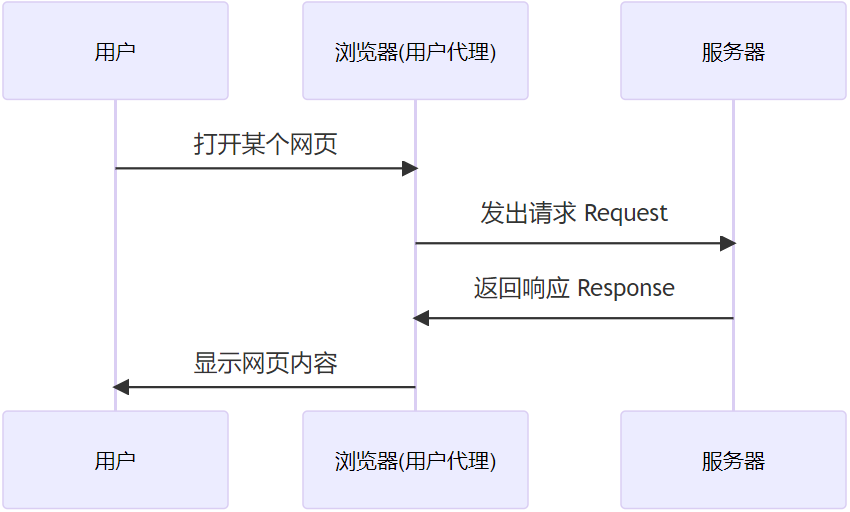 用户
浏览器(用户代理)
服务器
打开某个网页
发出请求 Request
返回响应 Response
显示网页内容
用户
浏览器(用户代理)
服务器